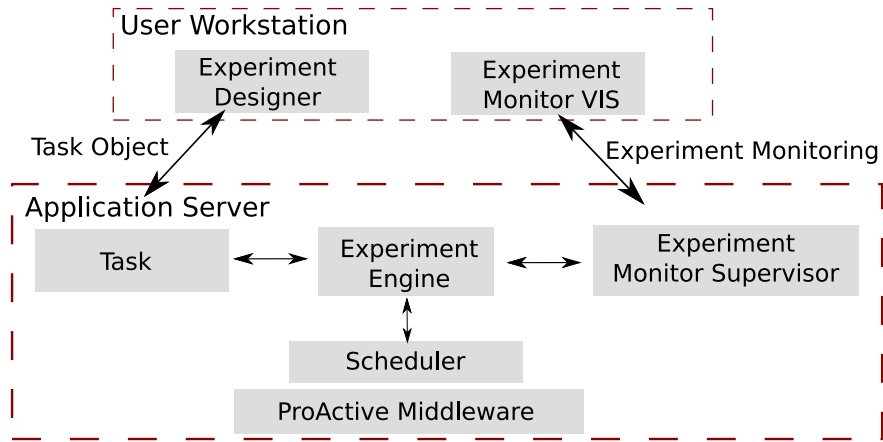 User Workstation
Experiment
Designer
Experiment
Monitor VIS
Task Object
Experiment Monitoring
Application Server
Task
Experiment
Engine
Experiment
Monitor Supervisor
Scheduler
ProActive Middleware